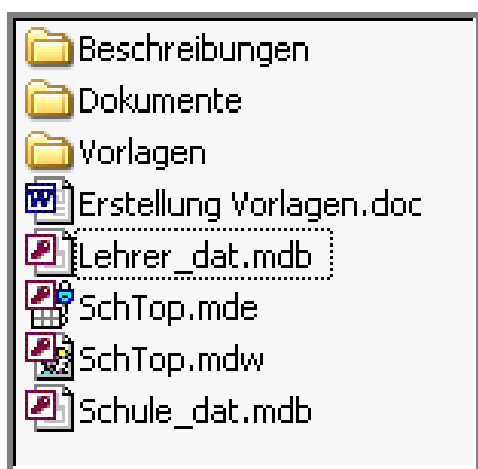 Beschreibungen
Dokumente
Vorlagen
Erstellung Vorlagen.doc
Lehrer_dat.mdb
SchTop.mde
SchTop.mdw
Schule_dat.mdb